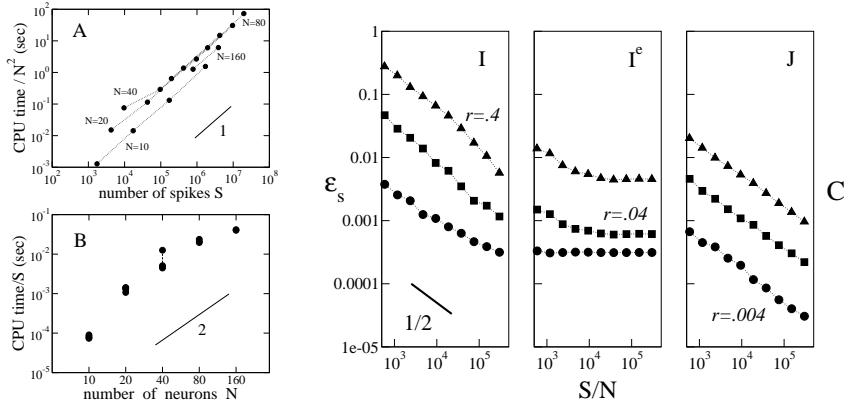 A
CPU time / N² (sec)
10²
10¹
10⁰
10⁻¹
10⁻²
10⁻³
N=80
N=160
N=40
N=20
N=10
1
10² 10³ 10⁴ 10⁵ 10⁶ 10⁷ 10⁸
number of spikes S
B
CPU time/S (sec)
10⁻¹
10⁻²
10⁻³
10⁻⁴
10⁻⁵
2
10 20 40 80 160
number of neurons N
C
εs
1
0.1
0.01
0.001
0.0001
1e-05
I
r=.4
1/2
10³ 10⁴ 10⁵
Iᵉ
r=.04
10³ 10⁴ 10⁵
J
r=.004
10³ 10⁴ 10⁵
S/N